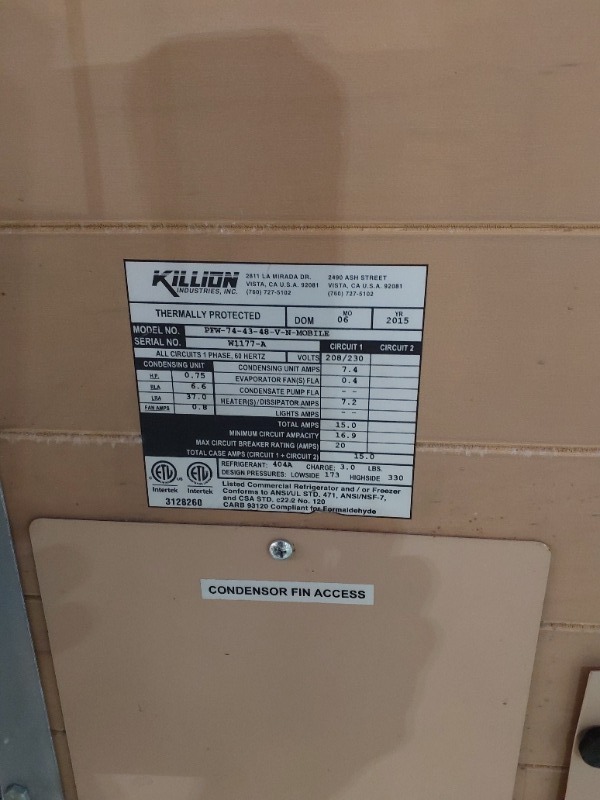 KILLION
INDUSTRIES, INC.
2811 LA MIRADA DR. 2490 ASH STREET
VISTA, CA U.S.A. 92081 VISTA, CA U.S.A. 92081
(760) 727-5102 (760) 727-5102
THERMALLY PROTECTED DOM MO 06 YR 2015
MODEL NO. PFW-74-43-48-V-N-MOBILE
SERIAL NO. W1177-A CIRCUIT 1 CIRCUIT 2
ALL CIRCUITS 1 PHASE, 60 HERTZ VOLTS 208/230
CONDENSING UNIT CONDENSING UNIT AMPS 7.4
H.P. 0.75 EVAPORATOR FAN(S) FLA 0.4
RLA 6.6 CONDENSATE PUMP FLA - -
LRA 37.0 HEATER(S)/DISSIPATOR AMPS 7.2
FAN AMPS 0.8 LIGHTS AMPS - -
TOTAL AMPS 15.0
MINIMUM CIRCUIT AMPACITY 16.9
MAX CIRCUIT BREAKER RATING (AMPS) 20
TOTAL CASE AMPS (CIRCUIT 1 + CIRCUIT 2) 15.0
REFRIGERANT: 404A CHARGE: 3.0 LBS.
DESIGN PRESSURES: LOWSIDE 173 HIGHSIDE 330
ETL ETL
Intertek Intertek
3128260
Listed Commercial Refrigerator and / or Freezer
Conforms to ANSI/UL STD. 471, ANSI/NSF-7,
and CSA STD. c22.2 No. 120
CARB 93120 Compliant for Formaldehyde
CONDENSOR FIN ACCESS